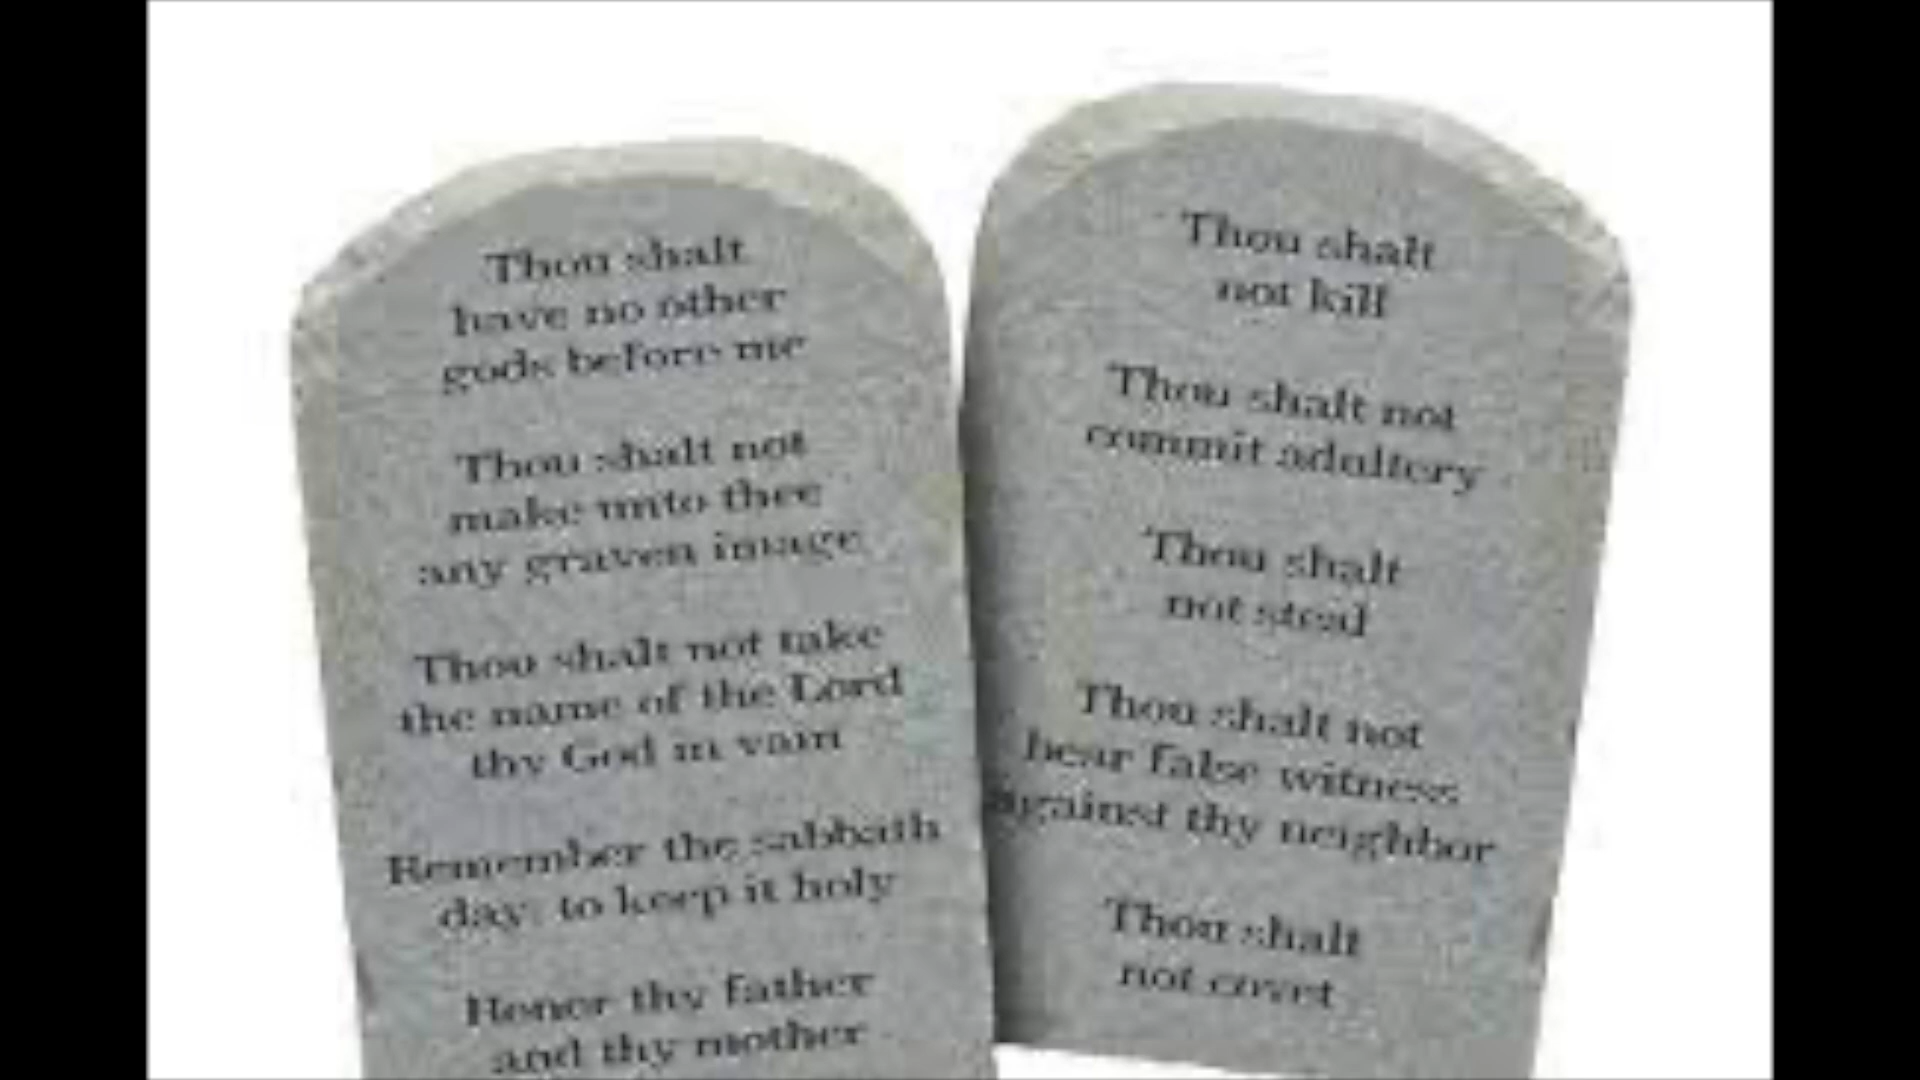 Thou shalt
have no other
gods before me
Thou shalt not
make unto thee
any graven image
Thou shalt not take
the name of the Lord
thy God in vain
Remember the sabbath
day, to keep it holy
Honor thy father
and thy mother
Thou shalt
not kill
Thou shalt not
commit adultery
Thou shalt
not steal
Thou shalt not
bear false witness
against thy neighbor
Thou shalt
not covet